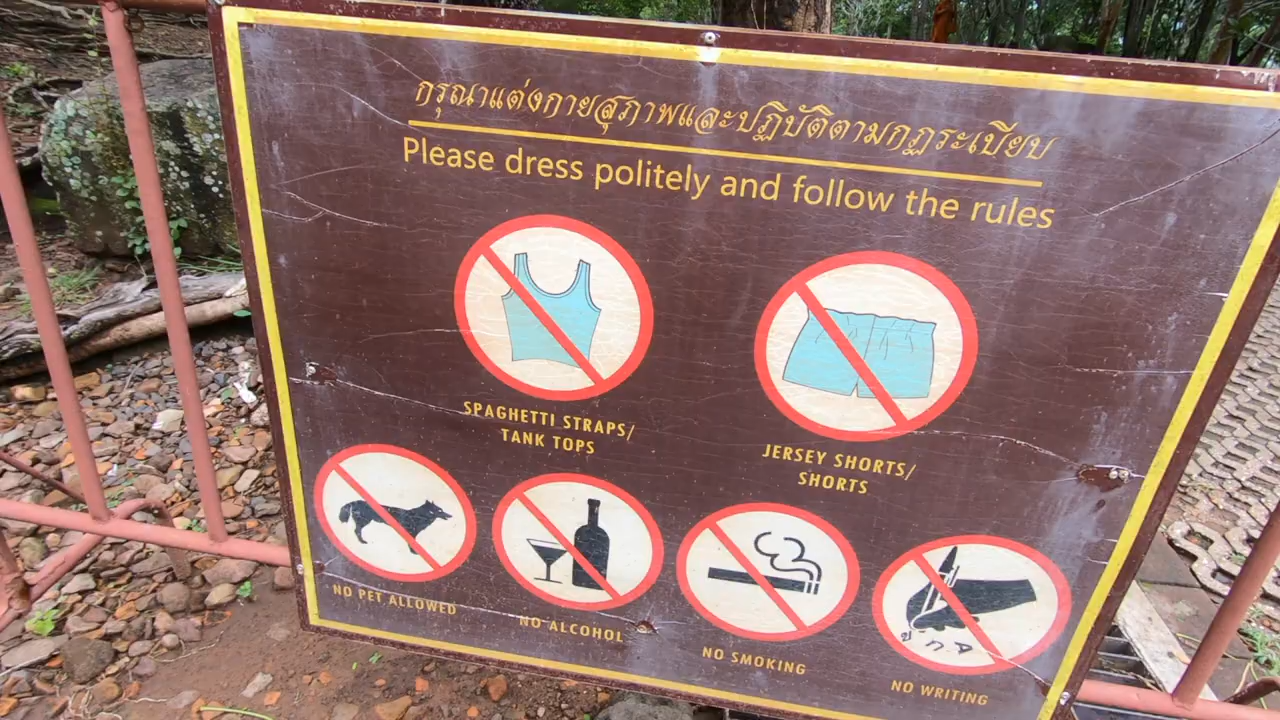 กรุณาแต่งกายสุภาพและปฏิบัติตามกฎระเบียบ
Please dress politely and follow the rules
SPAGHETTI STRAPS/
TANK TOPS
JERSEY SHORTS/
SHORTS
NO PET ALLOWED
NO ALCOHOL
NO SMOKING
ข ก A
NO WRITING